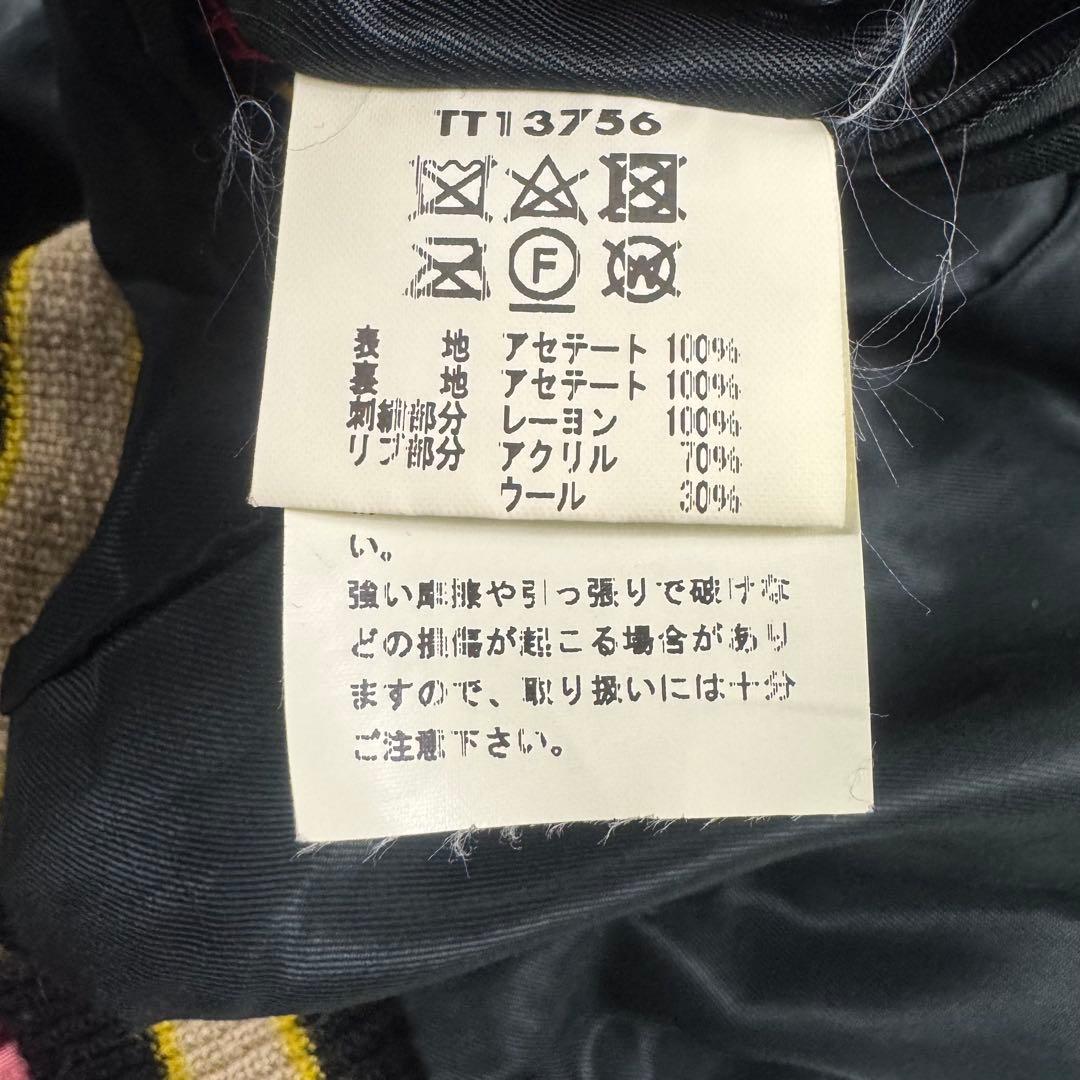 TT13756
F
W
表 地 アセテート 100%
裏 地 アセテート 100%
刺繍部分 レーヨン 100%
リブ部分 アクリル 70%
ウール 30%
い。
強い摩擦や引っ張りで破けな
どの損傷が起こる場合があり
ますので、取り扱いには十分
ご注意下さい。